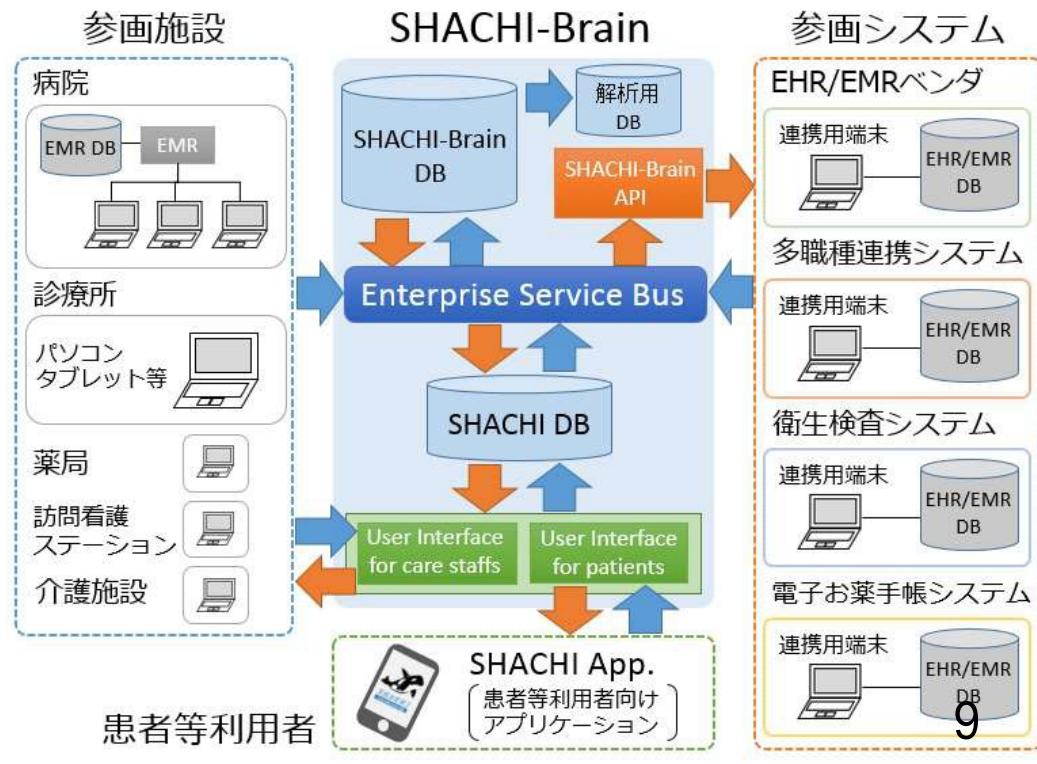 参画施設
病院
EMR DB
EMR
診療所
パソコン
タブレット等
薬局
訪問看護
ステーション
介護施設
SHACHI-Brain
SHACHI-Brain
DB
解析用
DB
SHACHI-Brain
API
Enterprise Service Bus
SHACHI DB
User Interface
for care staffs
User Interface
for patients
参画システム
EHR/EMRベンダ
連携用端末
EHR/EMR
DB
多職種連携システム
連携用端末
EHR/EMR
DB
衛生検査システム
連携用端末
EHR/EMR
DB
電子お薬手帳システム
連携用端末
EHR/EMR
DB
9
患者等利用者
SHACHI
SHACHI App.
患者等利用者向け
アプリケーション